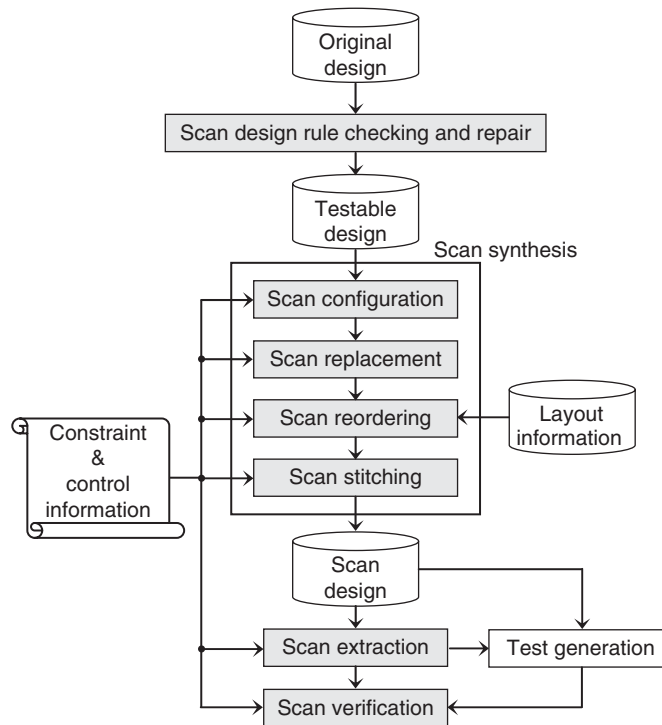 Original
design
Scan design rule checking and repair
Testable
design
Scan synthesis
Scan configuration
Scan replacement
Scan reordering
Layout
information
Constraint
&
control
information
Scan stitching
Scan
design
Scan extraction
Test generation
Scan verification